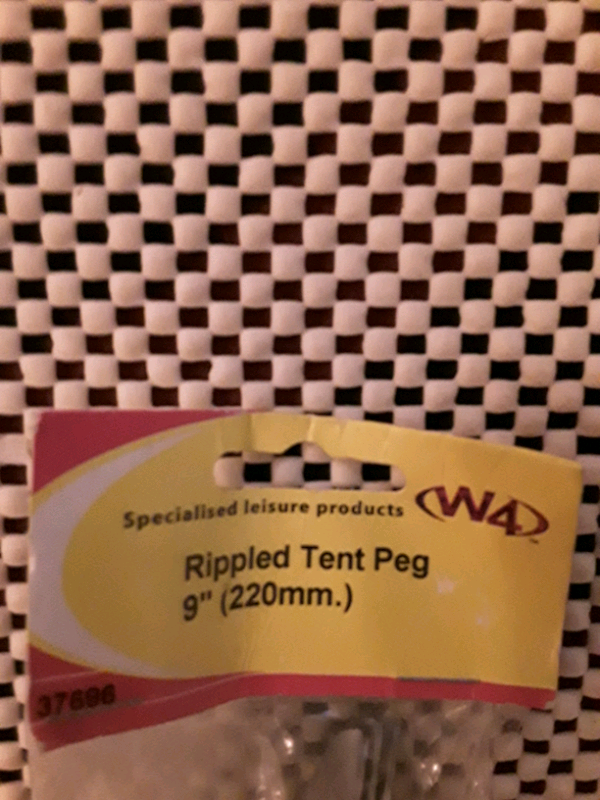 Specialised leisure products
W4
Rippled Tent Peg
9" (220mm.)
37696